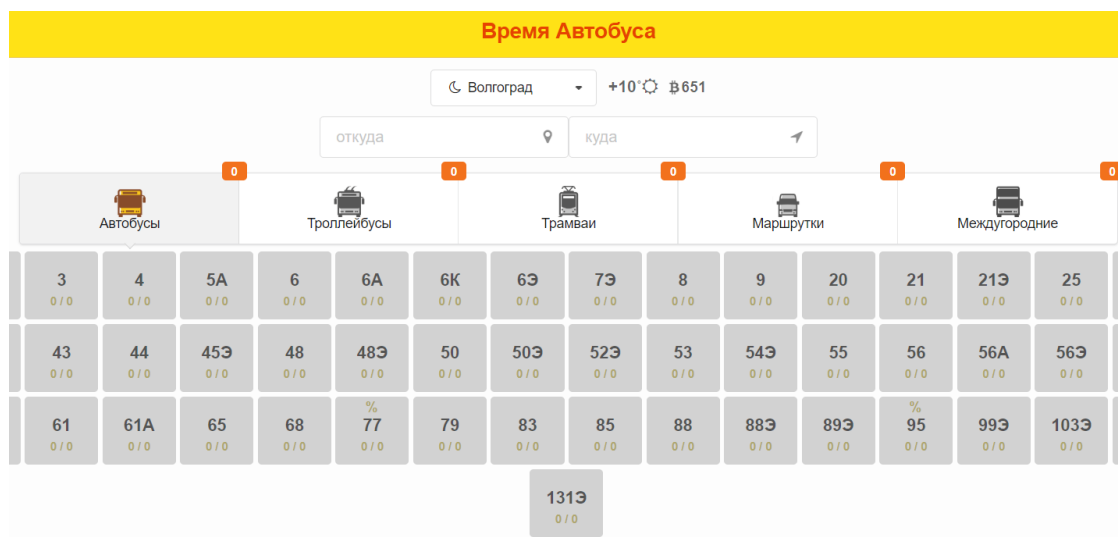 Время Автобуса
Волгоград +10° ₿651
откуда куда
0 0 0 0 0
Автобусы Троллейбусы Трамваи Маршрутки Междугородние
3 4 5А 6 6А 6К 6Э 7Э 8 9 20 21 21Э 25
0 / 0 0 / 0 0 / 0 0 / 0 0 / 0 0 / 0 0 / 0 0 / 0 0 / 0 0 / 0 0 / 0 0 / 0 0 / 0 0 / 0
43 44 45Э 48 48Э 50 50Э 52Э 53 54Э 55 56 56А 56Э
0 / 0 0 / 0 0 / 0 0 / 0 0 / 0 0 / 0 0 / 0 0 / 0 0 / 0 0 / 0 0 / 0 0 / 0 0 / 0 0 / 0
% %
61 61А 65 68 77 79 83 85 88 88Э 89Э 95 99Э 103Э
0 / 0 0 / 0 0 / 0 0 / 0 0 / 0 0 / 0 0 / 0 0 / 0 0 / 0 0 / 0 0 / 0 0 / 0 0 / 0 0 / 0
131Э
0 / 0